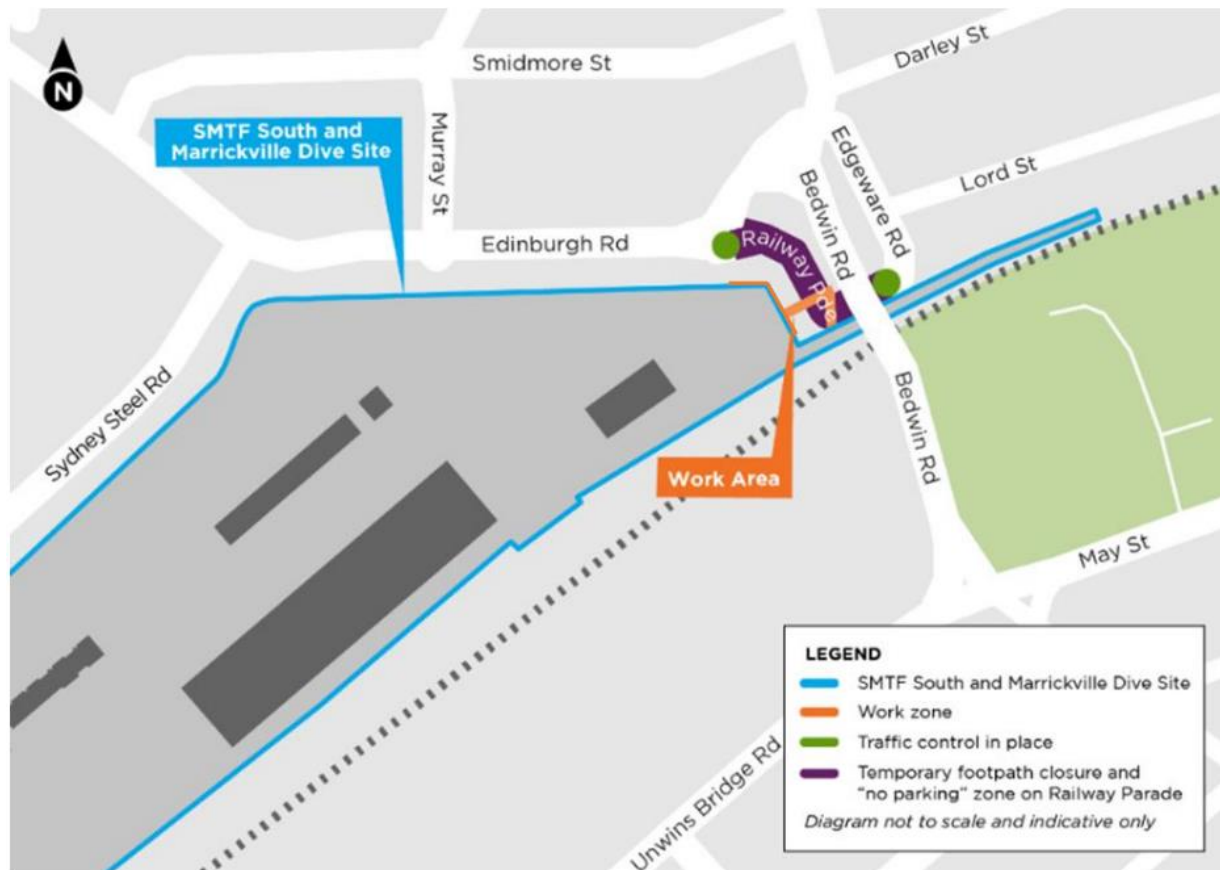 N
Smidmore St
Darley St
SMTF South and
Marrickville Dive Site
Murray St
Edgeware Rd
Bedwin Rd
Lord St
Edinburgh Rd
Railway Pde
Sydney Steel Rd
Bedwin Rd
Work Area
May St
Unwins Bridge Rd
LEGEND
SMTF South and Marrickville Dive Site
Work zone
Traffic control in place
Temporary footpath closure and
"no parking" zone on Railway Parade
Diagram not to scale and indicative only